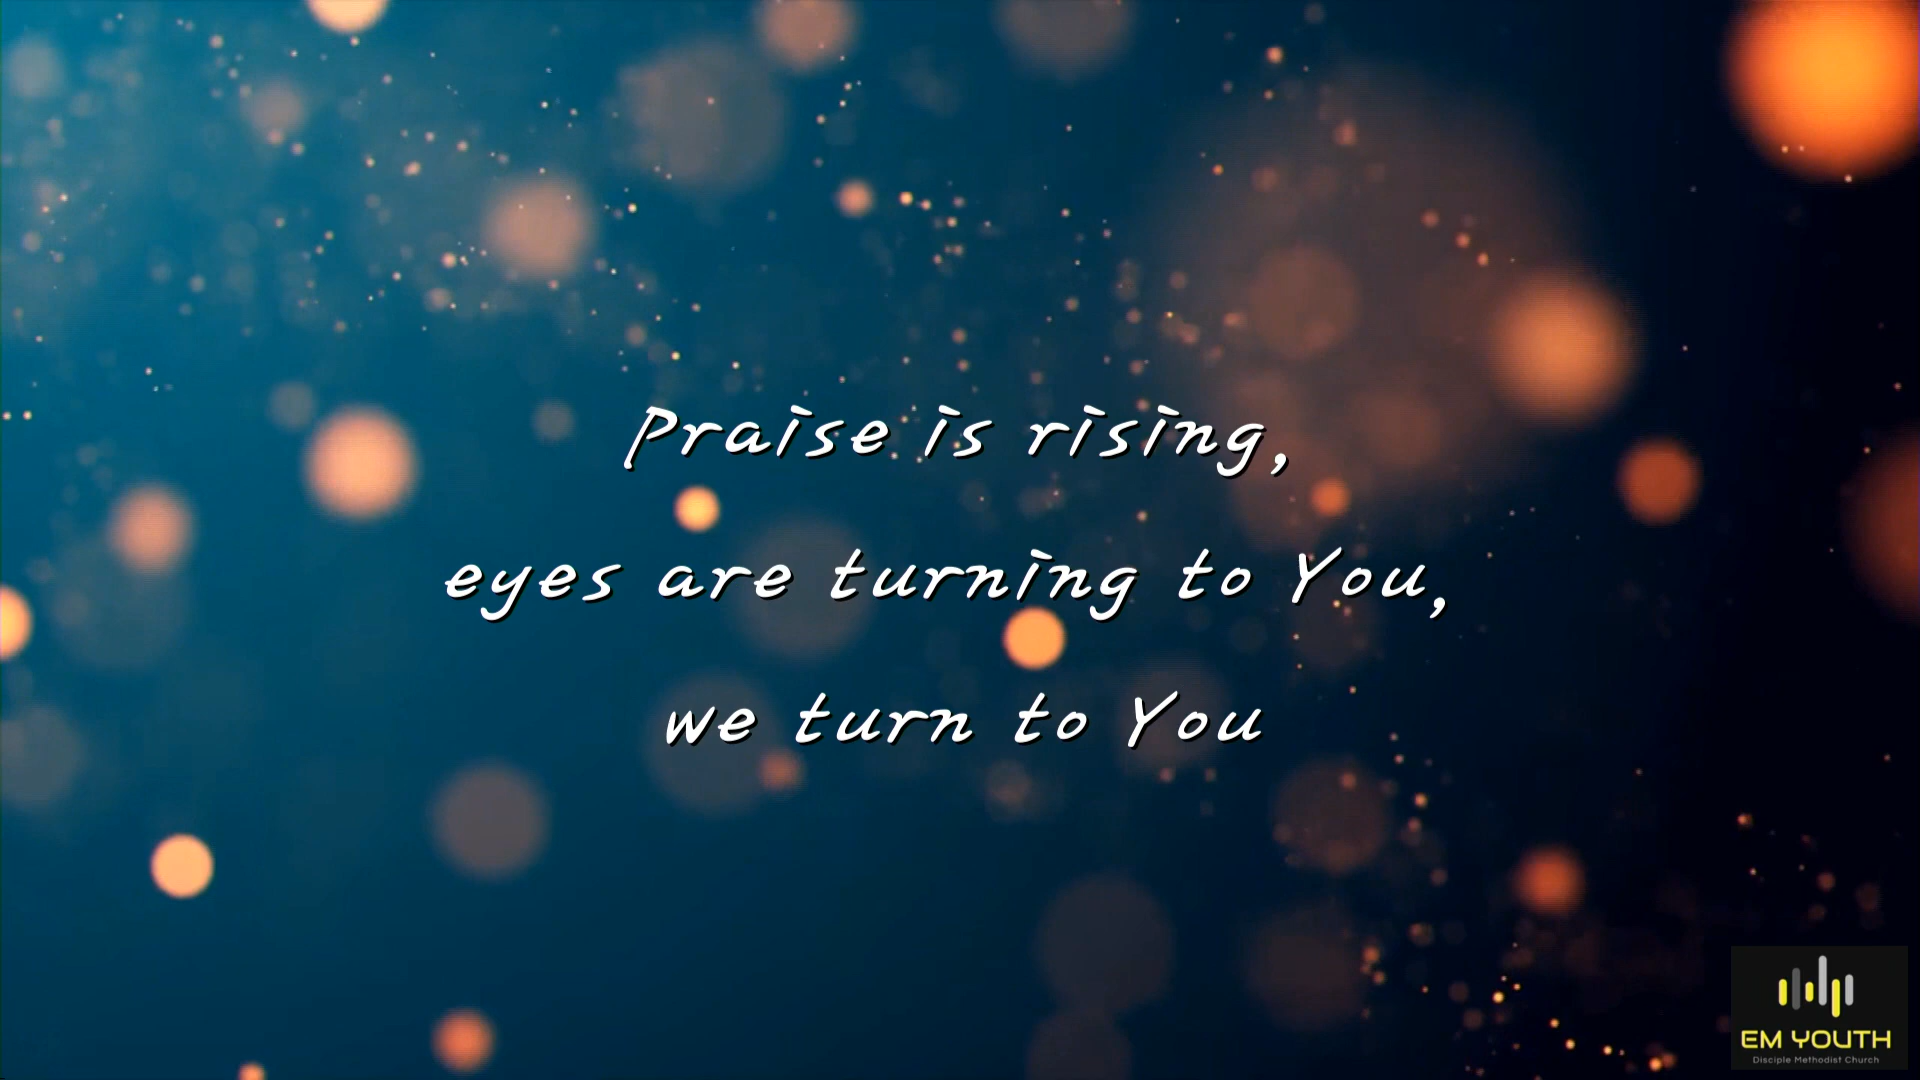 Praise is rising,
eyes are turning to You,
we turn to You
EM YOUTH
Disciple Methodist Church